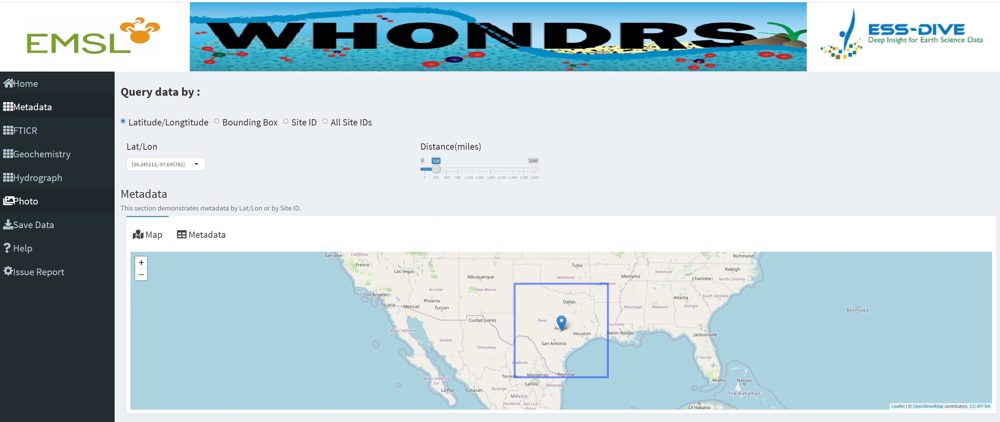 EMSL
WHONDRS
ESS-DIVE
Deep Insight for Earth Science Data
Home
Metadata
FTICR
Geochemistry
Hydrograph
Photo
Save Data
Help
Issue Report
Query data by :
Latitude/Longtitude Bounding Box Site ID All Site IDs
Lat/Lon
[30.245112,-97.695781]
Distance(miles)
0 310 3,000
0 300 600 900 1,200 1,500 1,800 2,100 2,400 2,700 3,000
Metadata
This section demonstrates metadata by Lat/Lon or by Site ID.
Map Metadata
+
−
San Jose
California
Richmond
Fresno
Tulsa
Las Vegas
Raleigh
Tennessee
Albuquerque
Oklahoma
Memphis
Charlotte
North Carolina
Arkansas
Arizona
New Mexico
Los Angeles
South Carolina
Atlanta
Phoenix
Dallas
Tijuana
Mexicali
Tucson
Mississippi
Alabama
Georgia
Bermuda
Ciudad Juárez
Texas
Louisiana
Austin
Baja California
Houston
Baton Rouge
Jacksonville
Sonora
San Antonio
Chihuahua
Florida
Coahuila
Torreón
Monterrey
Reynosa
Baja California
Sur
Miami
Nassau
Saltillo
Tamaulipas
La Paz
Culiacán
Durango
The Bahamas
México
Zacatecas
San Luis
Potosí
La Habana
Leaflet | © OpenStreetMap contributors, CC-BY-SA